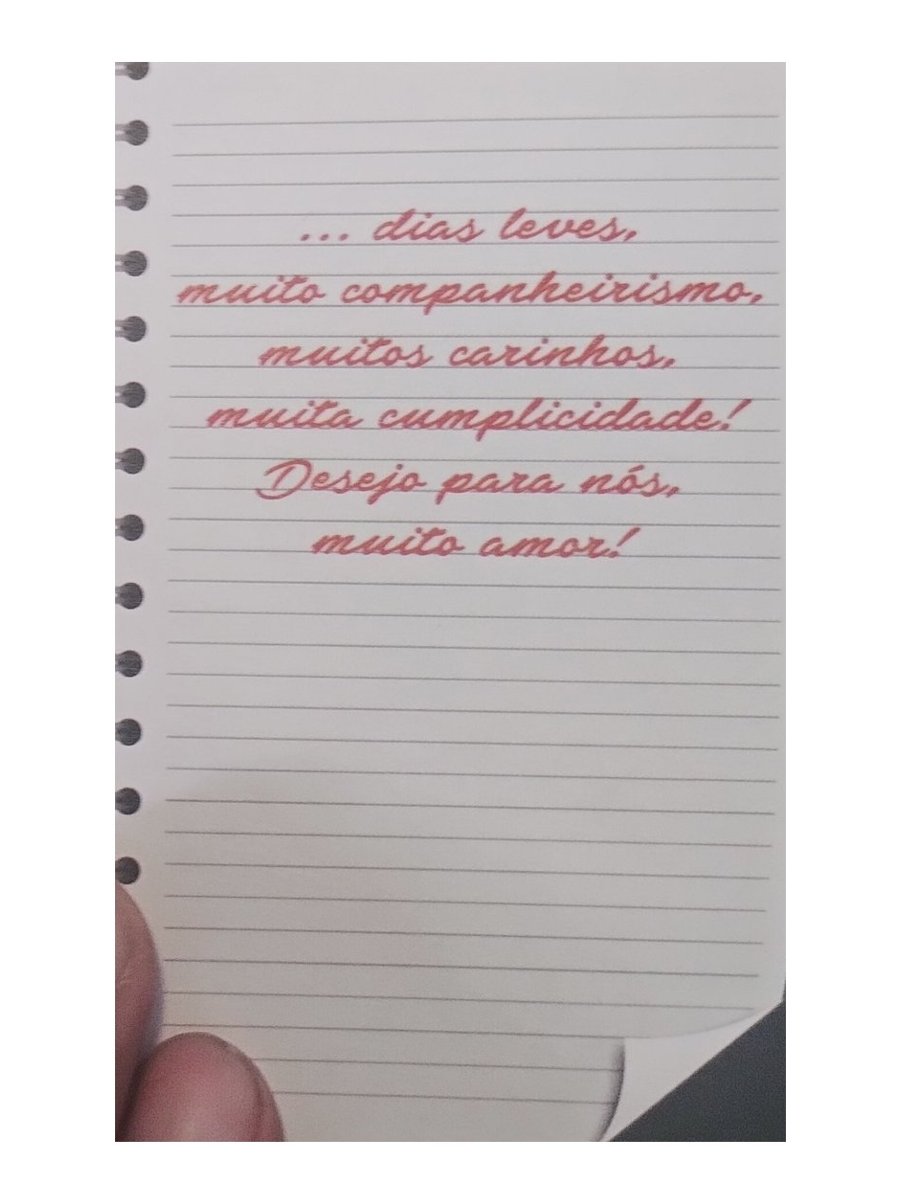 ... dias leves,
muito companheirismo,
muitos carinhos,
muita cumplicidade!
Desejo para nós,
muito amor!